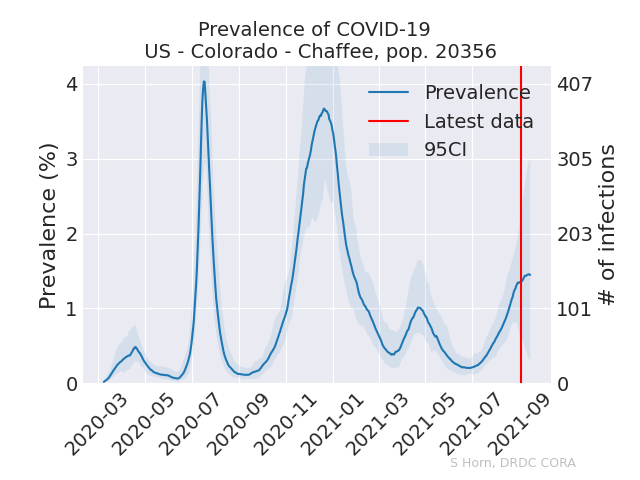 Prevalence of COVID-19
US - Colorado - Chaffee, pop. 20356
Prevalence
Latest data
95CI
Prevalence (%)
4
3
2
1
0
407
305
203
101
0
# of infections
2020-03
2020-05
2020-07
2020-09
2020-11
2021-01
2021-03
2021-05
2021-07
2021-09
S Horn, DRDC CORA